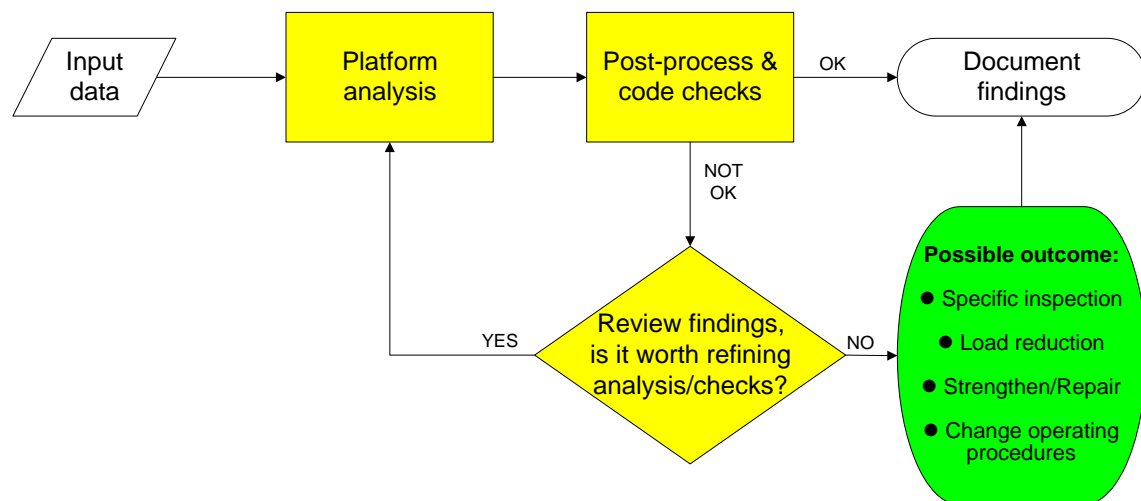 Input
data
Platform
analysis
Post-process &
code checks
OK
Document
findings
NOT
OK
Review findings,
is it worth refining
analysis/checks?
YES
NO
Possible outcome:
● Specific inspection
● Load reduction
● Strengthen/Repair
● Change operating
procedures